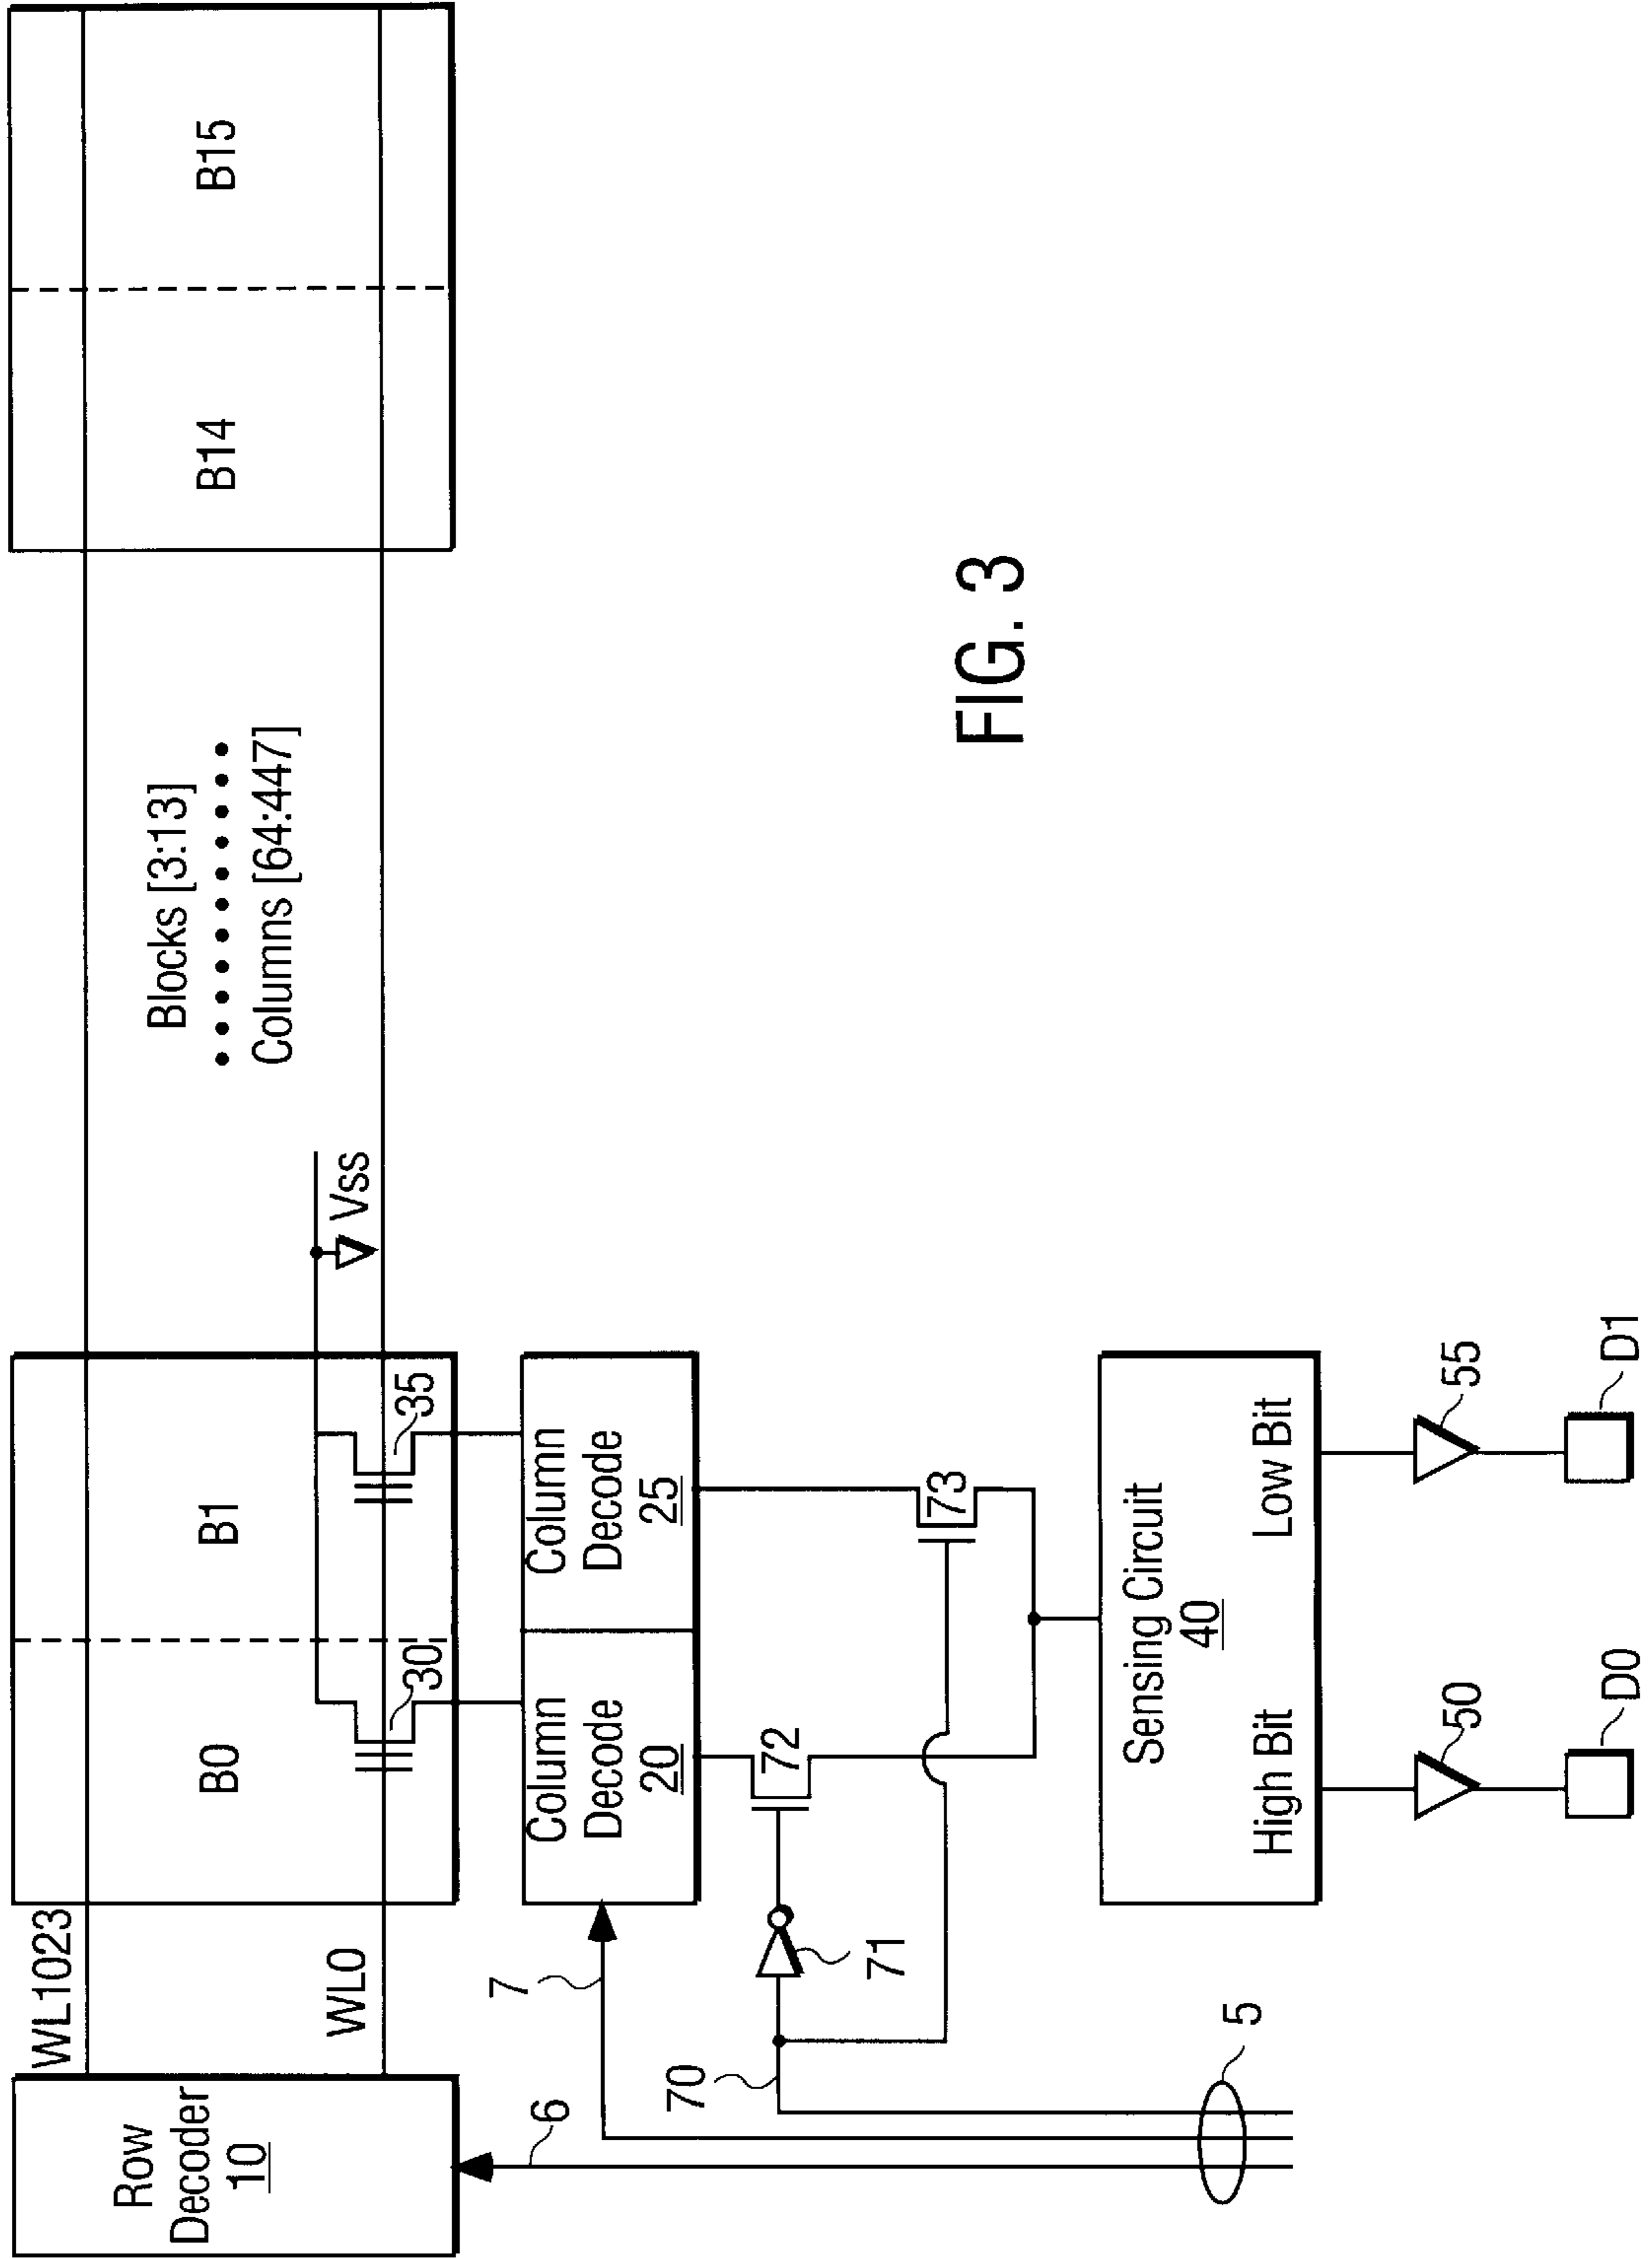 WL1023
WL0
Row
Decoder
10
B0
B1
30
35
Vss
Blocks [3:13]
Columns [64:447]
B14
B15
6
7
Column
Decode
20
Column
Decode
25
70
71
72
73
5
Sensing Circuit
40
High Bit
Low Bit
50
55
D0
D1
FIG. 3